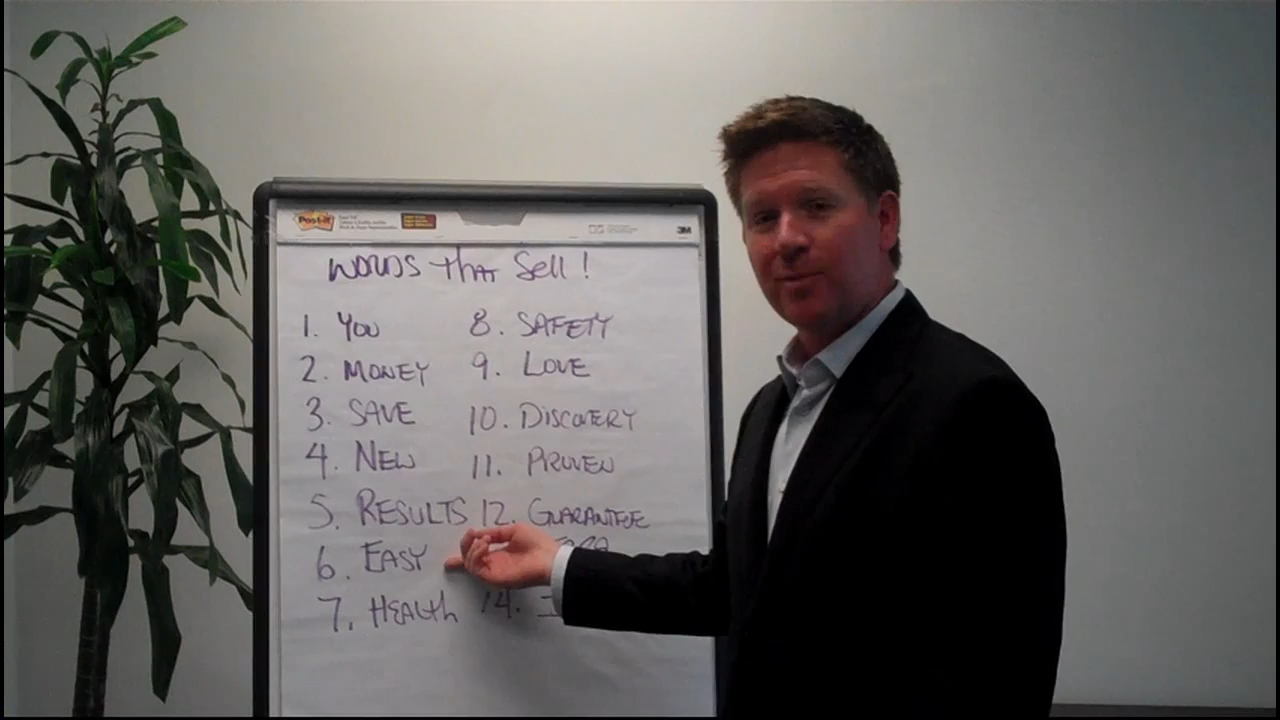 Post-it
3M
WORDS THAT Sell!
1. YOU
2. MONEY
3. SAVE
4. NEW
5. RESULTS
6. EASY
7. HEALTH
8. SAFETY
9. LOVE
10. DISCOVERY
11. PROVEN
12. GUARANTEE
14.